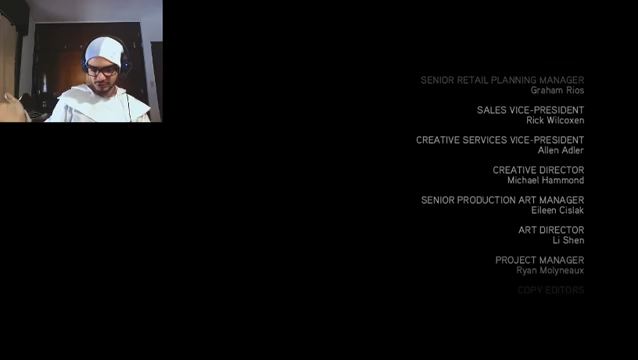 SENIOR RETAIL PLANNING MANAGER
Graham Rios
SALES VICE-PRESIDENT
Rick Wilcoxen
CREATIVE SERVICES VICE-PRESIDENT
Allen Adler
CREATIVE DIRECTOR
Michael Hammond
SENIOR PRODUCTION ART MANAGER
Eileen Cislak
ART DIRECTOR
Li Shen
PROJECT MANAGER
Ryan Molyneaux
COPY EDITORS